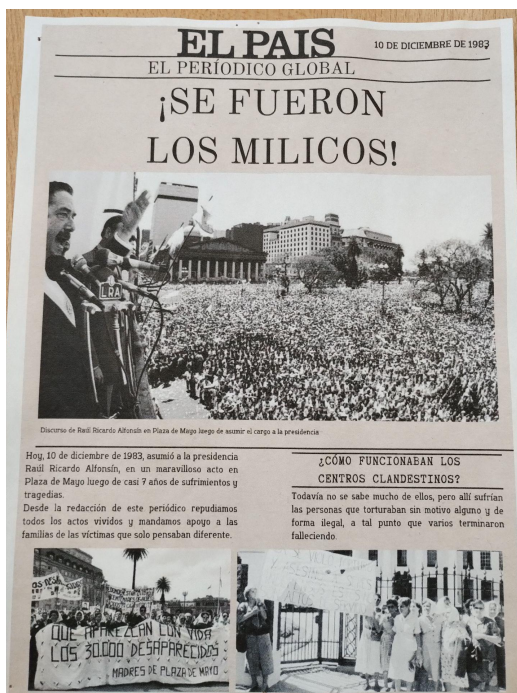 EL PAIS
10 DE DICIEMBRE DE 1983
EL PERIÓDICO GLOBAL
¡SE FUERON
LOS MILICOS!
LRA
Discurso de Raúl Ricardo Alfonsín en Plaza de Mayo luego de asumir el cargo a la presidencia
Hoy, 10 de diciembre de 1983, asumió a la presidencia
Raúl Ricardo Alfonsín, en un maravilloso acto en
Plaza de Mayo luego de casi 7 años de sufrimientos y
tragedias.
Desde la redacción de este periódico repudiamos
todos los actos vividos y mandamos apoyo a las
familias de las víctimas que solo pensaban diferente.
¿CÓMO FUNCIONABAN LOS
CENTROS CLANDESTINOS?
Todavía no se sabe mucho de ellos, pero allí sufrían
las personas que torturaban sin motivo alguno y de
forma ilegal, a tal punto que varios terminaron
falleciendo.
QUE APAREZCAN CON VIDA
LOS 30.000 DESAPARECIDOS
MADRES DE PLAZA DE MAYO